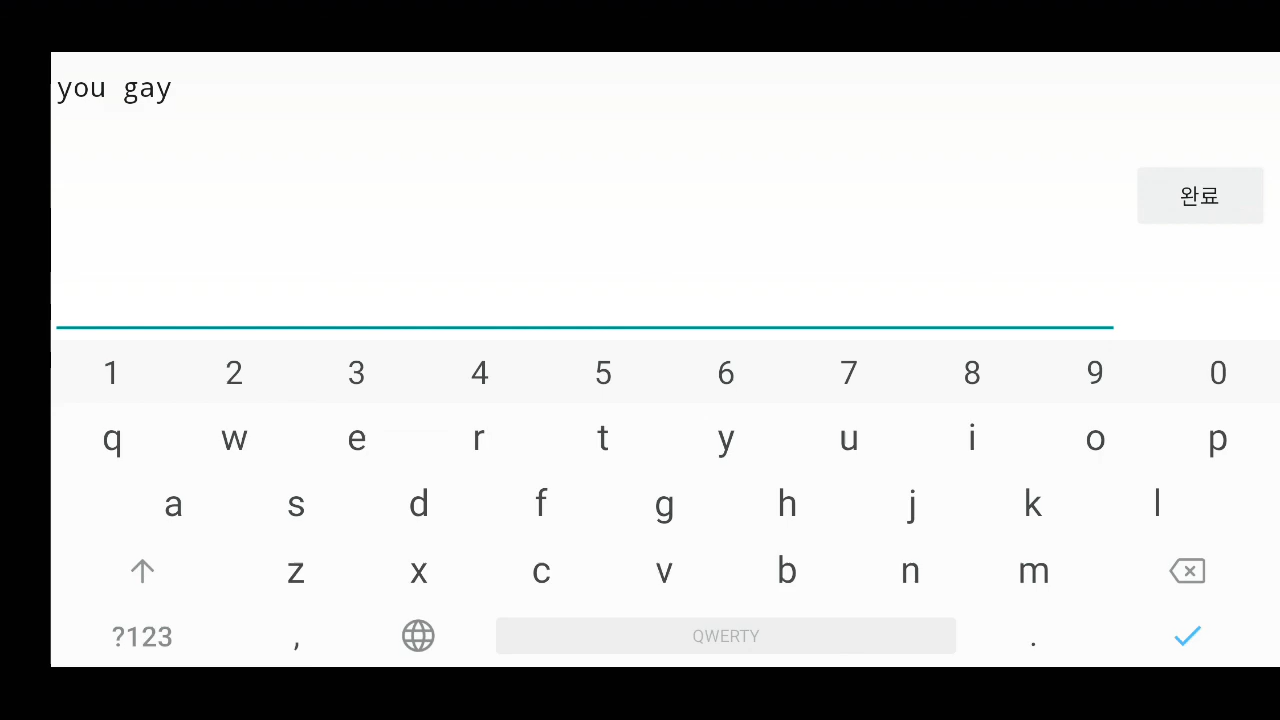 you gay
완료
1 2 3 4 5 6 7 8 9 0
q w e r t y u i o p
a s d f g h j k l
z x c v b n m
?123 , QWERTY .